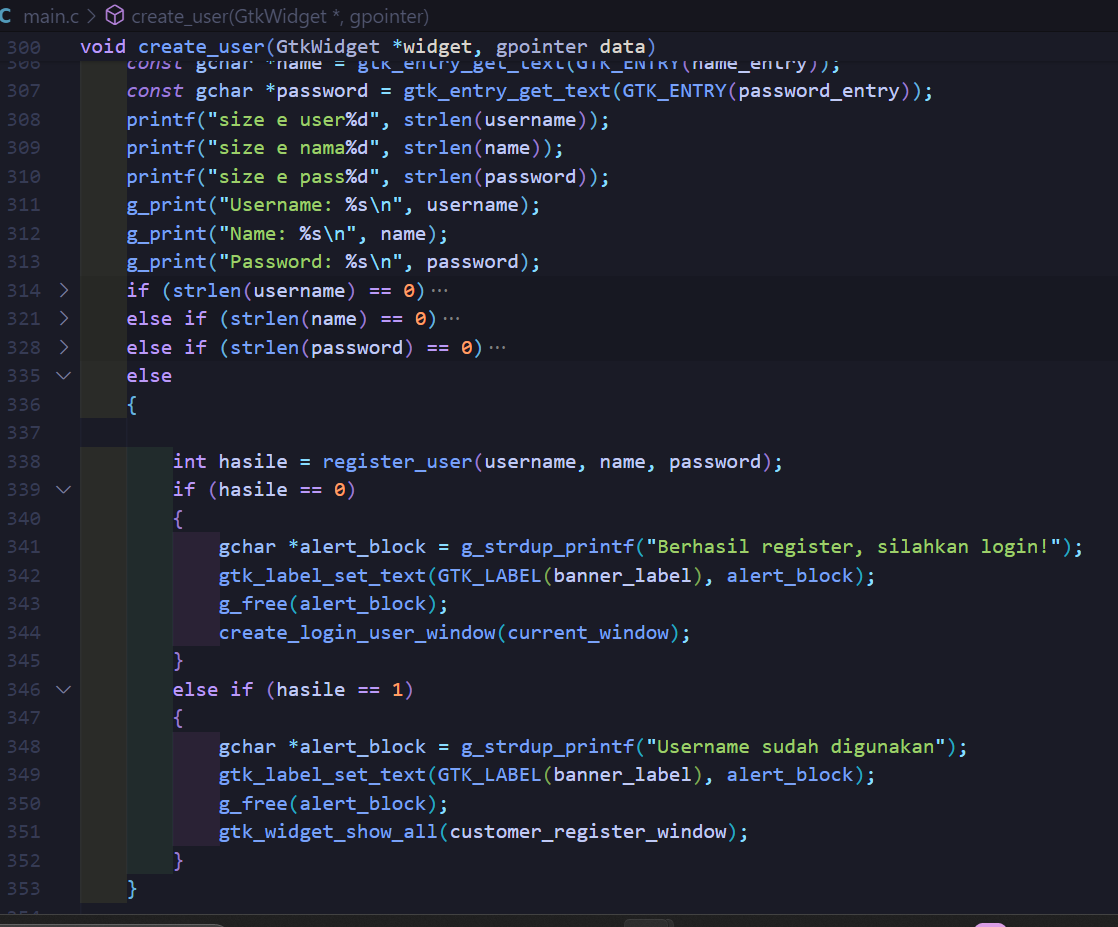 C main.c > create_user(GtkWidget *, gpointer)
300 void create_user(GtkWidget *widget, gpointer data)
306 const gchar *name = gtk_entry_get_text(GTK_ENTRY(name_entry));
307 const gchar *password = gtk_entry_get_text(GTK_ENTRY(password_entry));
308 printf("size e user%d", strlen(username));
309 printf("size e nama%d", strlen(name));
310 printf("size e pass%d", strlen(password));
311 g_print("Username: %s\n", username);
312 g_print("Name: %s\n", name);
313 g_print("Password: %s\n", password);
314 if (strlen(username) == 0)···
321 else if (strlen(name) == 0)···
328 else if (strlen(password) == 0)···
335 else
336 {
337
338 int hasile = register_user(username, name, password);
339 if (hasile == 0)
340 {
341 gchar *alert_block = g_strdup_printf("Berhasil register, silahkan login!");
342 gtk_label_set_text(GTK_LABEL(banner_label), alert_block);
343 g_free(alert_block);
344 create_login_user_window(current_window);
345 }
346 else if (hasile == 1)
347 {
348 gchar *alert_block = g_strdup_printf("Username sudah digunakan");
349 gtk_label_set_text(GTK_LABEL(banner_label), alert_block);
350 g_free(alert_block);
351 gtk_widget_show_all(customer_register_window);
352 }
353 }